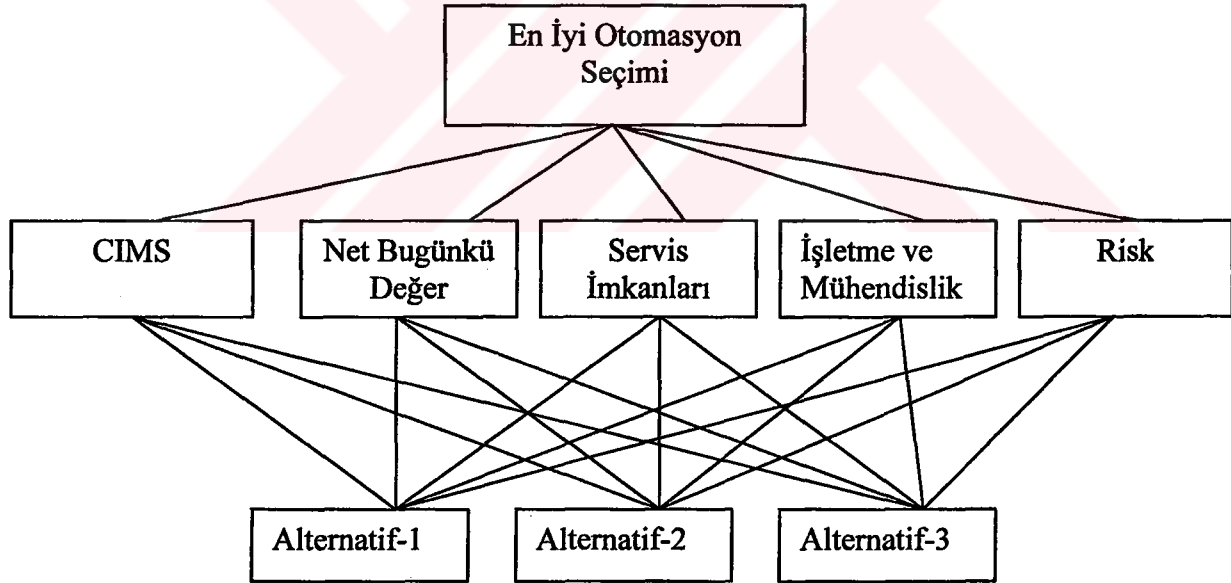 En İyi Otomasyon
Seçimi
CIMS
Net Bugünkü
Değer
Servis
İmkanları
İşletme ve
Mühendislik
Risk
Alternatif-1
Alternatif-2
Alternatif-3